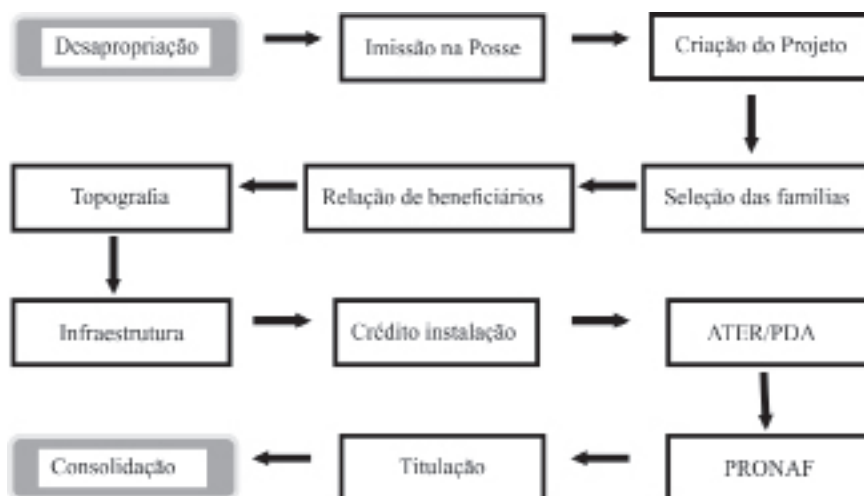 Desapropriação
Imissão na Posse
Criação do Projeto
Seleção das famílias
Relação de beneficiários
Topografia
Infraestrutura
Crédito instalação
ATER/PDA
PRONAF
Titulação
Consolidação